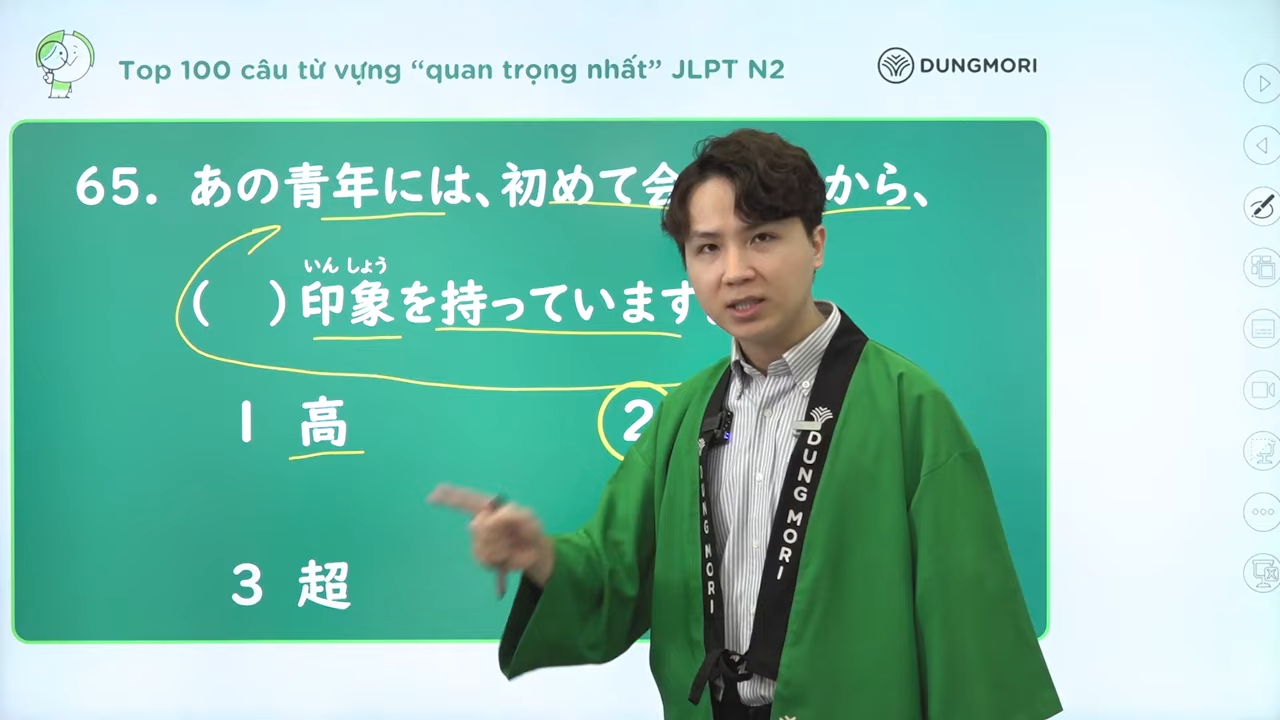 Top 100 câu từ vựng “quan trọng nhất” JLPT N2
DUNGMORI
65. あの青年には、初めて会
から、
いんしょう
( )印象を持っています。
1 高
2
3 超
DUNGMORI
DUNG MORI